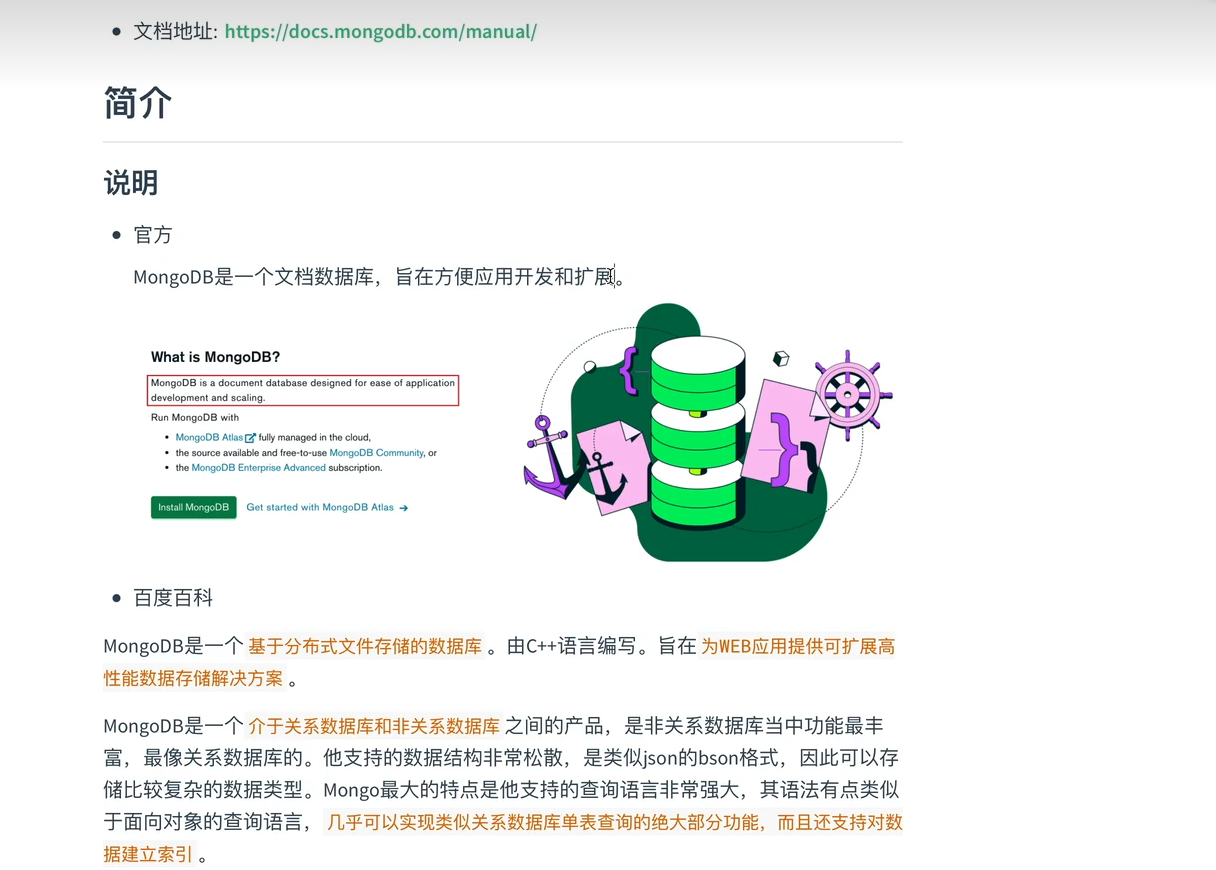 文档地址: https://docs.mongodb.com/manual/
简介
说明
官方
MongoDB是一个文档数据库，旨在方便应用开发和扩展。
What is MongoDB?
MongoDB is a document database designed for ease of application
development and scaling.
Run MongoDB with
MongoDB Atlas fully managed in the cloud,
the source available and free-to-use MongoDB Community, or
the MongoDB Enterprise Advanced subscription.
Install MongoDB Get started with MongoDB Atlas →
百度百科
MongoDB是一个 基于分布式文件存储的数据库 。由C++语言编写。旨在 为WEB应用提供可扩展高
性能数据存储解决方案 。
MongoDB是一个 介于关系数据库和非关系数据库 之间的产品，是非关系数据库当中功能最丰
富，最像关系数据库的。他支持的数据结构非常松散，是类似json的bson格式，因此可以存
储比较复杂的数据类型。Mongo最大的特点是他支持的查询语言非常强大，其语法有点类似
于面向对象的查询语言， 几乎可以实现类似关系数据库单表查询的绝大部分功能，而且还支持对数
据建立索引 。